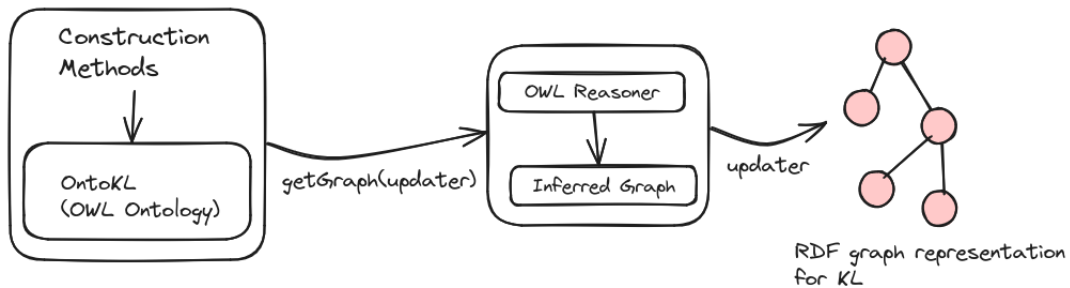 Construction
Methods
OntoKL
(OWL Ontology)
getGraph(updater)
OWL Reasoner
Inferred Graph
updater
RDF graph representation
for KL